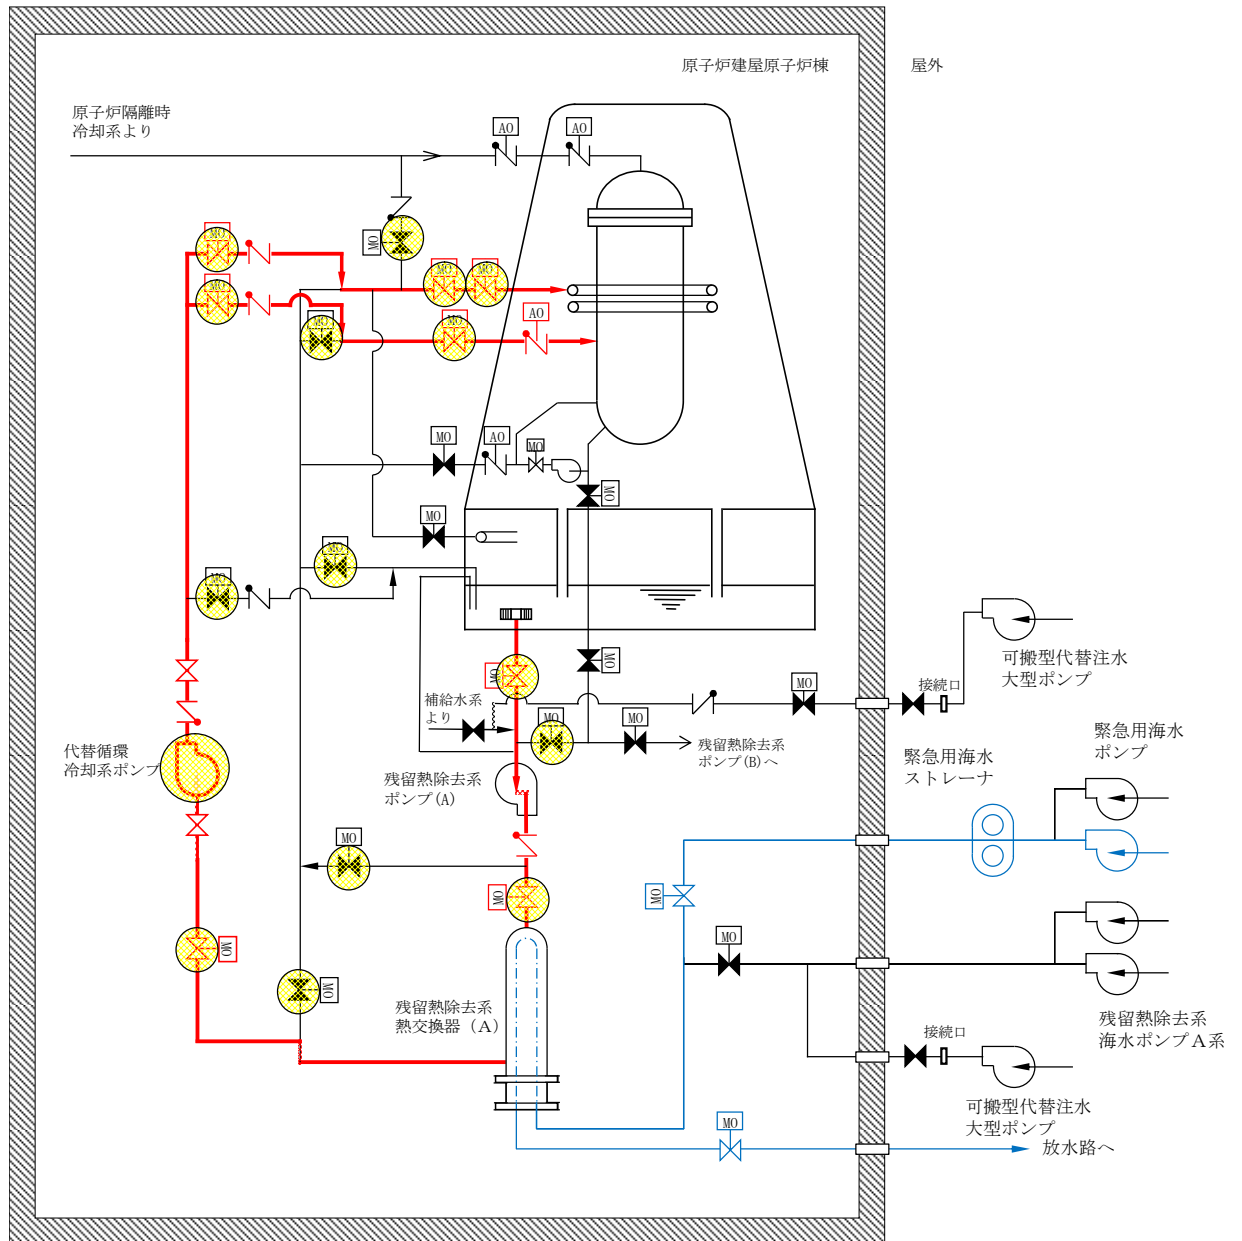 原子炉建屋原子炉棟
屋外
原子炉隔離時
冷却系より
AO
AO
MO
MO
MO
MO
MO
MO
AO
MO
MO
MO
AO
MO
MO
MO
MO
MO
MO
MO
可搬型代替注水
大型ポンプ
接続口
MO
補給水系
より
MO
MO
残留熱除去系
ポンプ(B)へ
代替循環
冷却系ポンプ
残留熱除去系
ポンプ(A)
緊急用海水
ポンプ
緊急用海水
ストレーナ
MO
MO
MO
MO
MO
MO
残留熱除去系
熱交換器（A）
残留熱除去系
海水ポンプA系
接続口
可搬型代替注水
大型ポンプ
MO
放水路へ